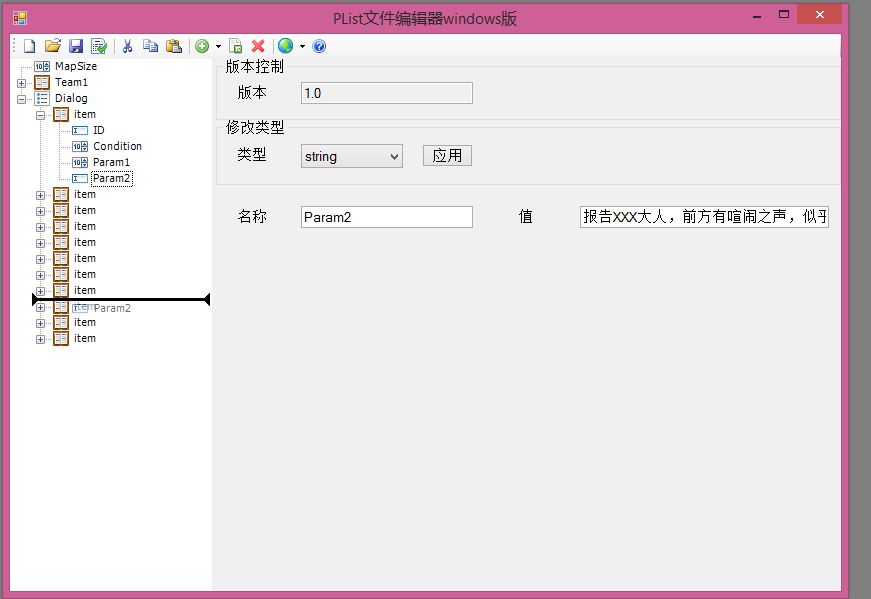 PList文件编辑器windows版
MapSize
Team1
Dialog
item
ID
Condition
Param1
Param2
item
item
item
item
item
item
item
item
Param2
item
item
版本控制
版本
1.0
修改类型
类型
string
应用
名称
Param2
值
报告XXX大人，前方有喧闹之声，似乎